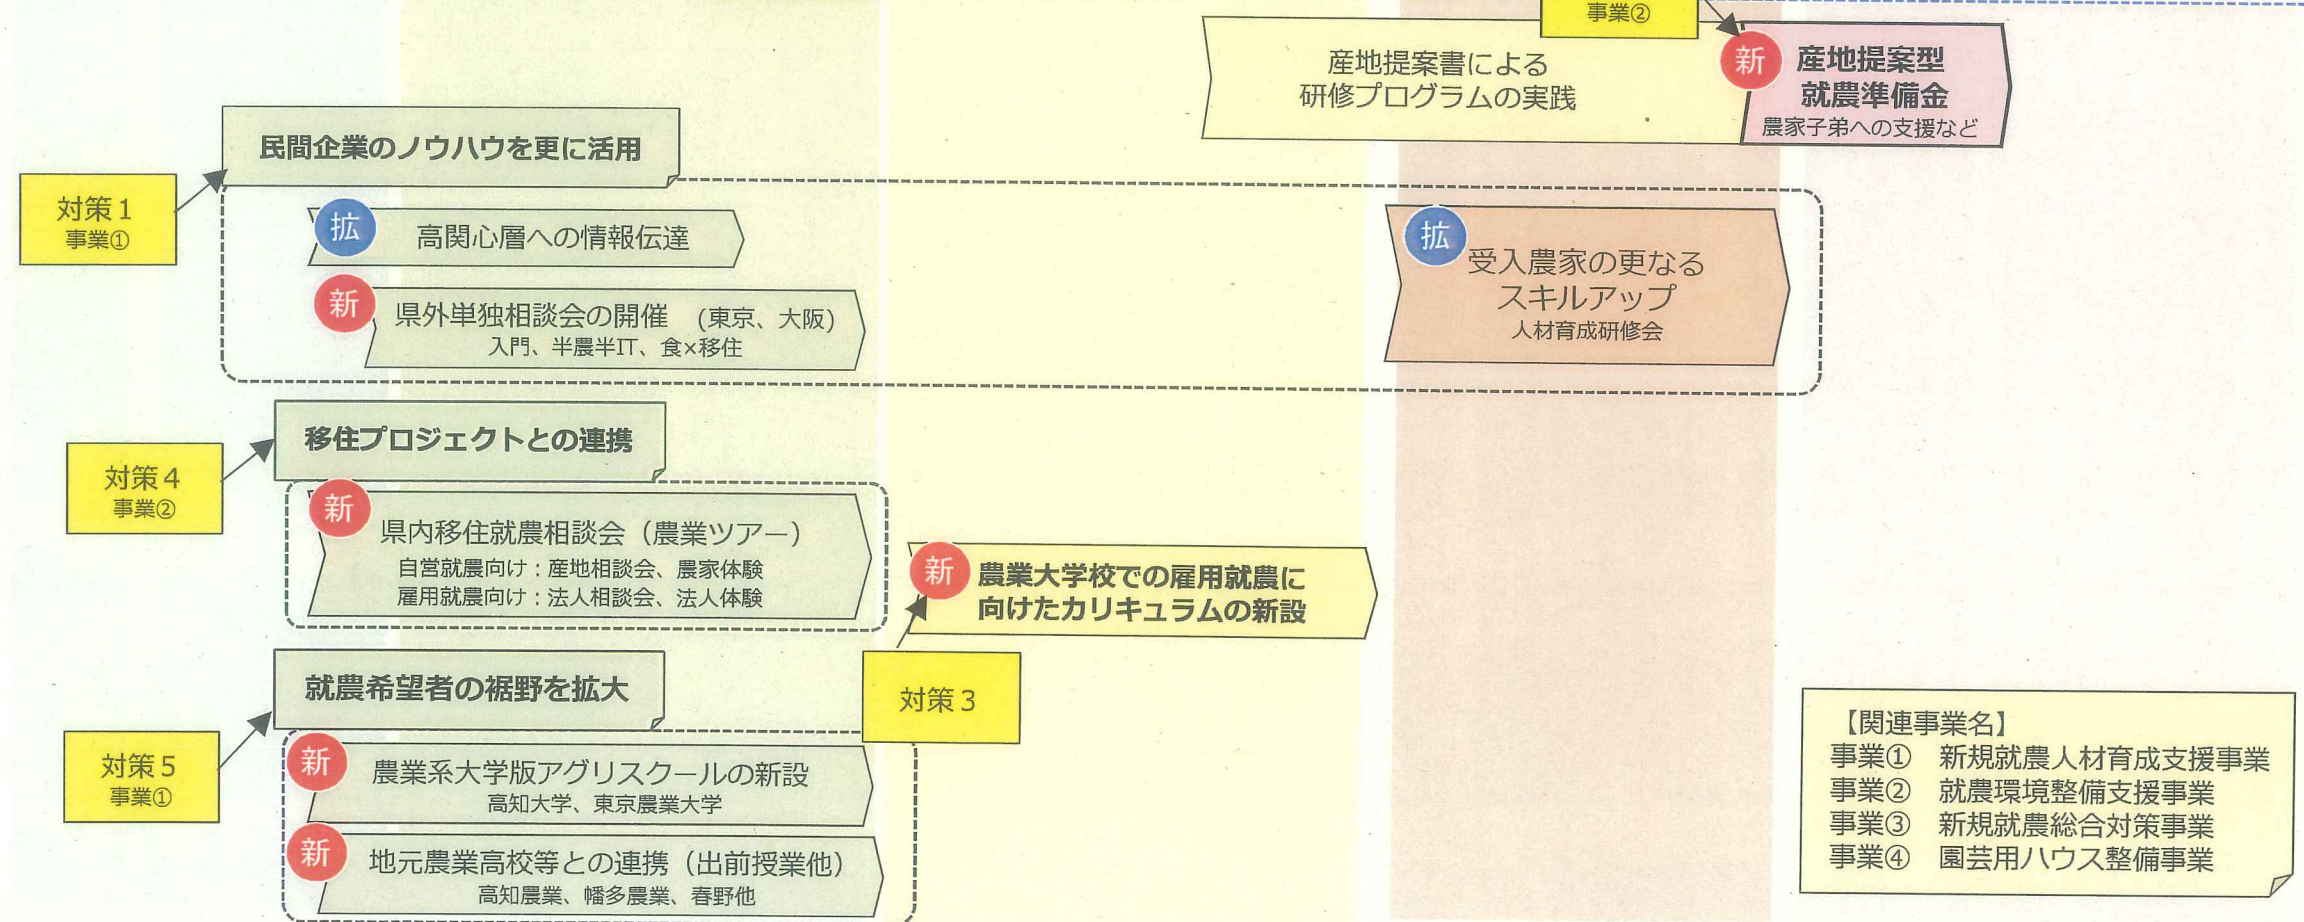 事業②
産地提案書による
研修プログラムの実践
新
産地提案型
就農準備金
農家子弟への支援など
民間企業のノウハウを更に活用
対策1
事業①
拡
高関心層への情報伝達
新
県外単独相談会の開催 (東京、大阪)
入門、半農半IT、食×移住
拡
受入農家の更なる
スキルアップ
人材育成研修会
移住プロジェクトとの連携
対策4
事業②
新
県内移住就農相談会（農業ツアー）
自営就農向け：産地相談会、農家体験
雇用就農向け：法人相談会、法人体験
新
農業大学校での雇用就農に
向けたカリキュラムの新設
対策3
就農希望者の裾野を拡大
対策5
事業①
新
農業系大学版アグリスクールの新設
高知大学、東京農業大学
新
地元農業高校等との連携（出前授業他）
高知農業、幡多農業、春野他
【関連事業名】
事業① 新規就農人材育成支援事業
事業② 就農環境整備支援事業
事業③ 新規就農総合対策事業
事業④ 園芸用ハウス整備事業